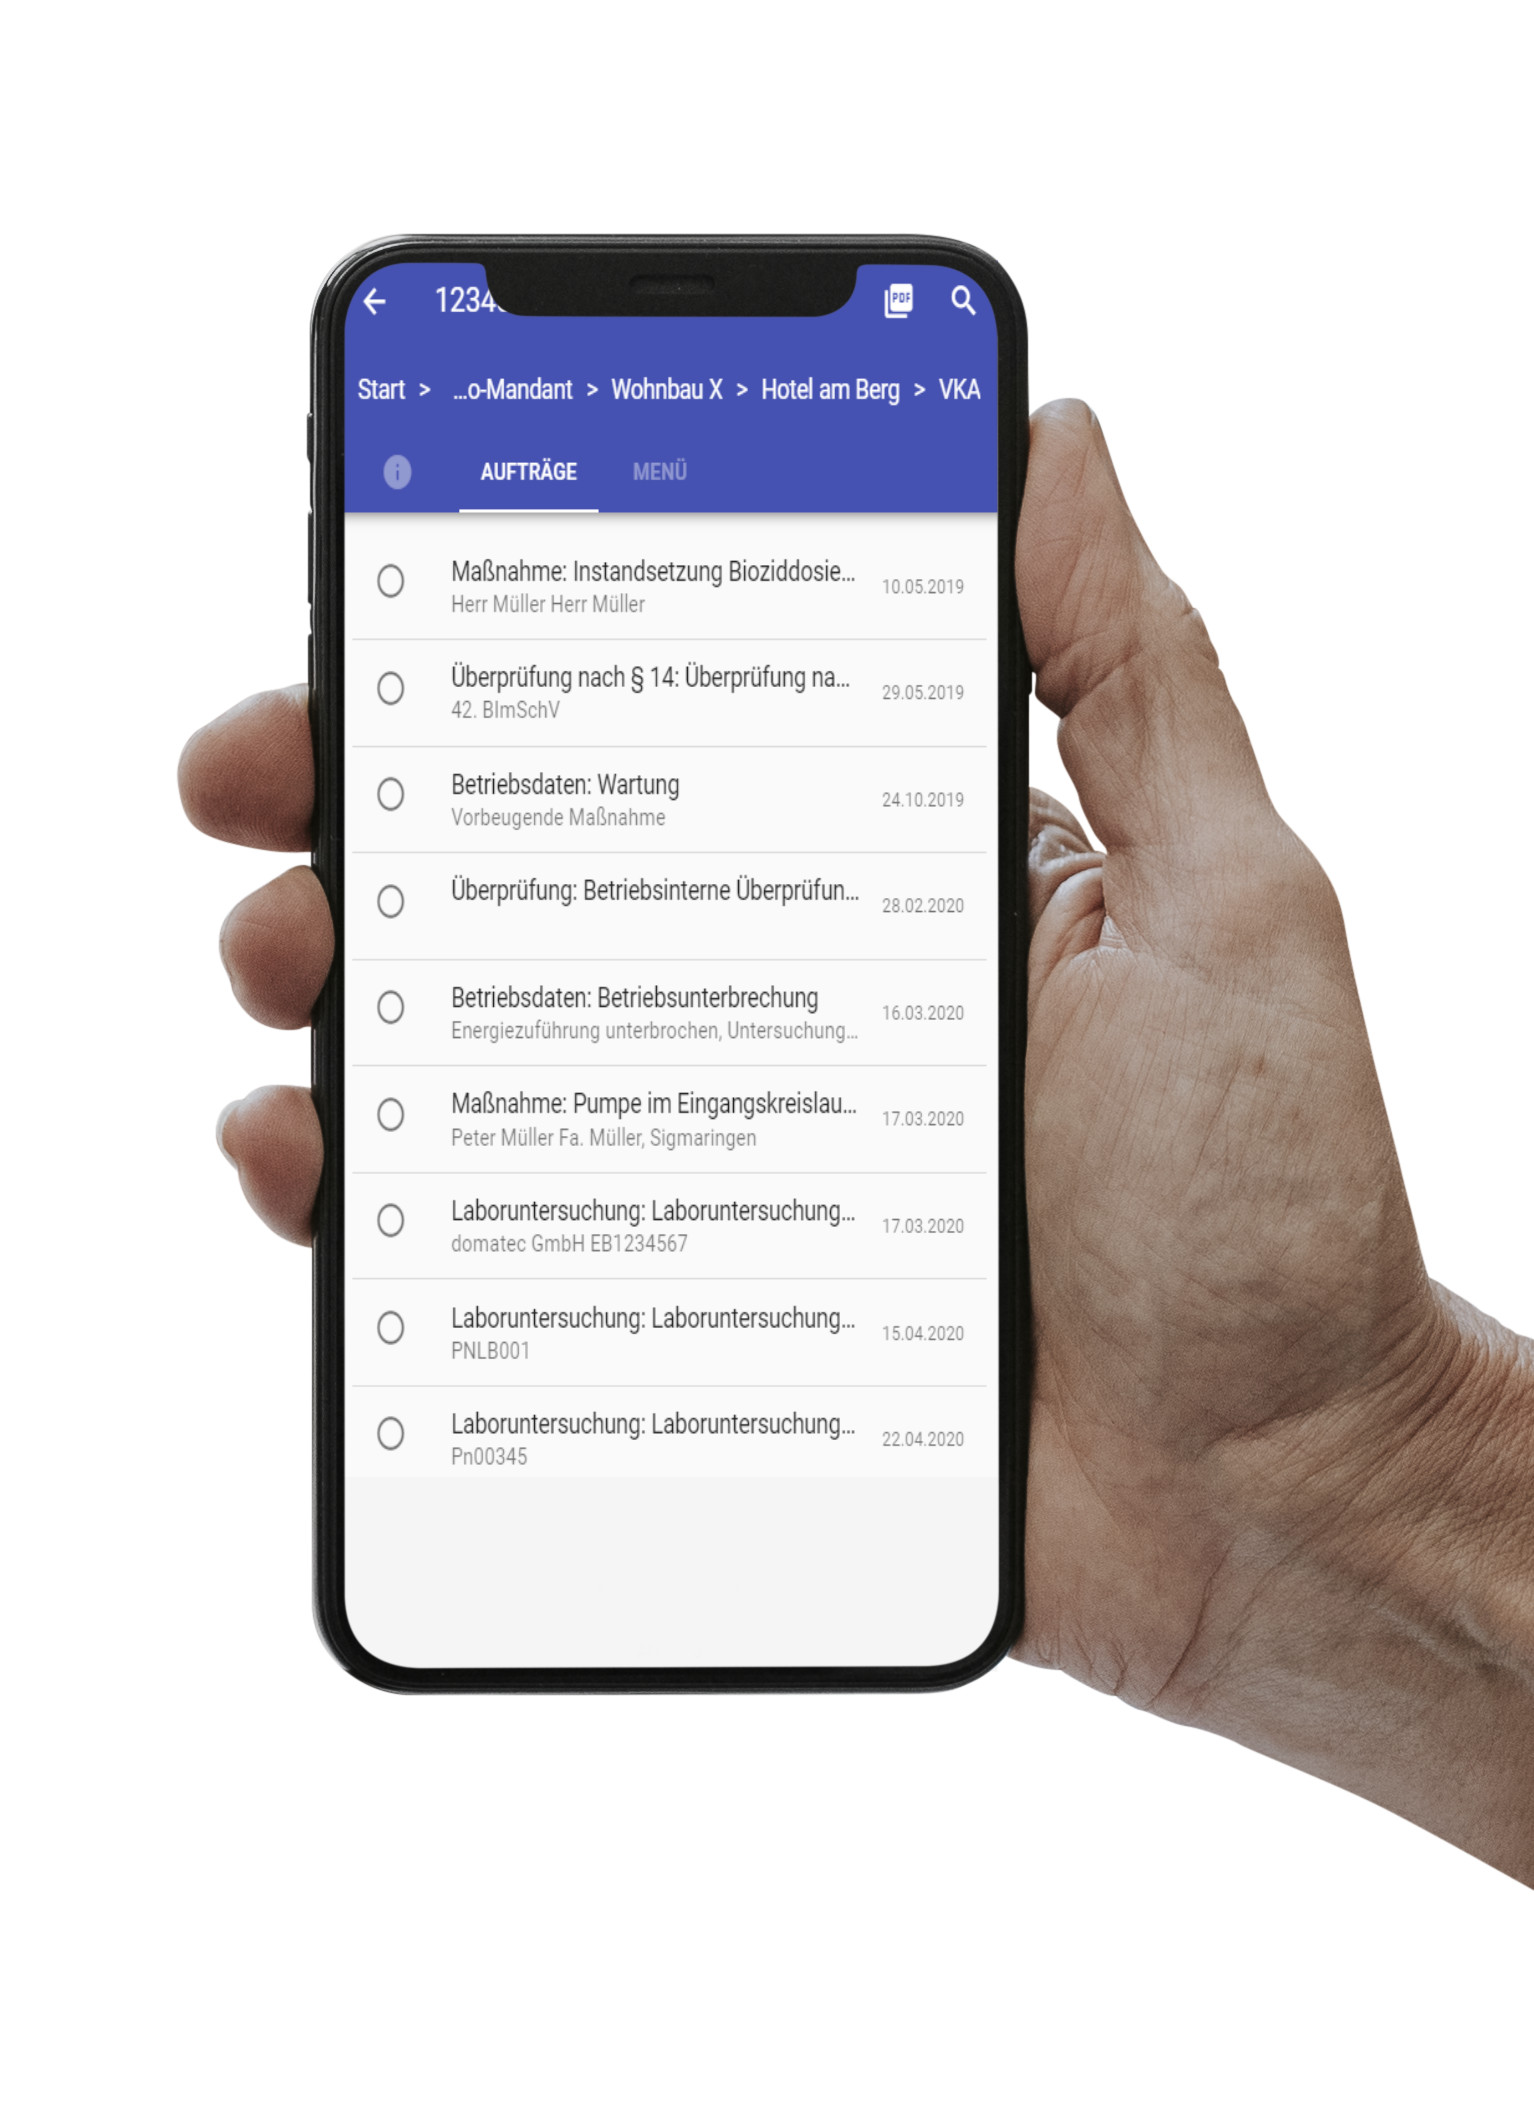 PDF
Start > ...o-Mandant > Wohnbau X > Hotel am Berg > VKA
i AUFTRÄGE MENÜ
Maßnahme: Instandsetzung Bioziddosie... 10.05.2019
Herr Müller Herr Müller
Überprüfung nach § 14: Überprüfung na... 29.05.2019
42. BImSchV
Betriebsdaten: Wartung 24.10.2019
Vorbeugende Maßnahme
Überprüfung: Betriebsinterne Überprüfun... 28.02.2020
Betriebsdaten: Betriebsunterbrechung 16.03.2020
Energiezuführung unterbrochen, Untersuchung...
Maßnahme: Pumpe im Eingangskreislau... 17.03.2020
Peter Müller Fa. Müller, Sigmaringen
Laboruntersuchung: Laboruntersuchung... 17.03.2020
domatec GmbH EB1234567
Laboruntersuchung: Laboruntersuchung... 15.04.2020
PNLB001
Laboruntersuchung: Laboruntersuchung... 22.04.2020
Pn00345